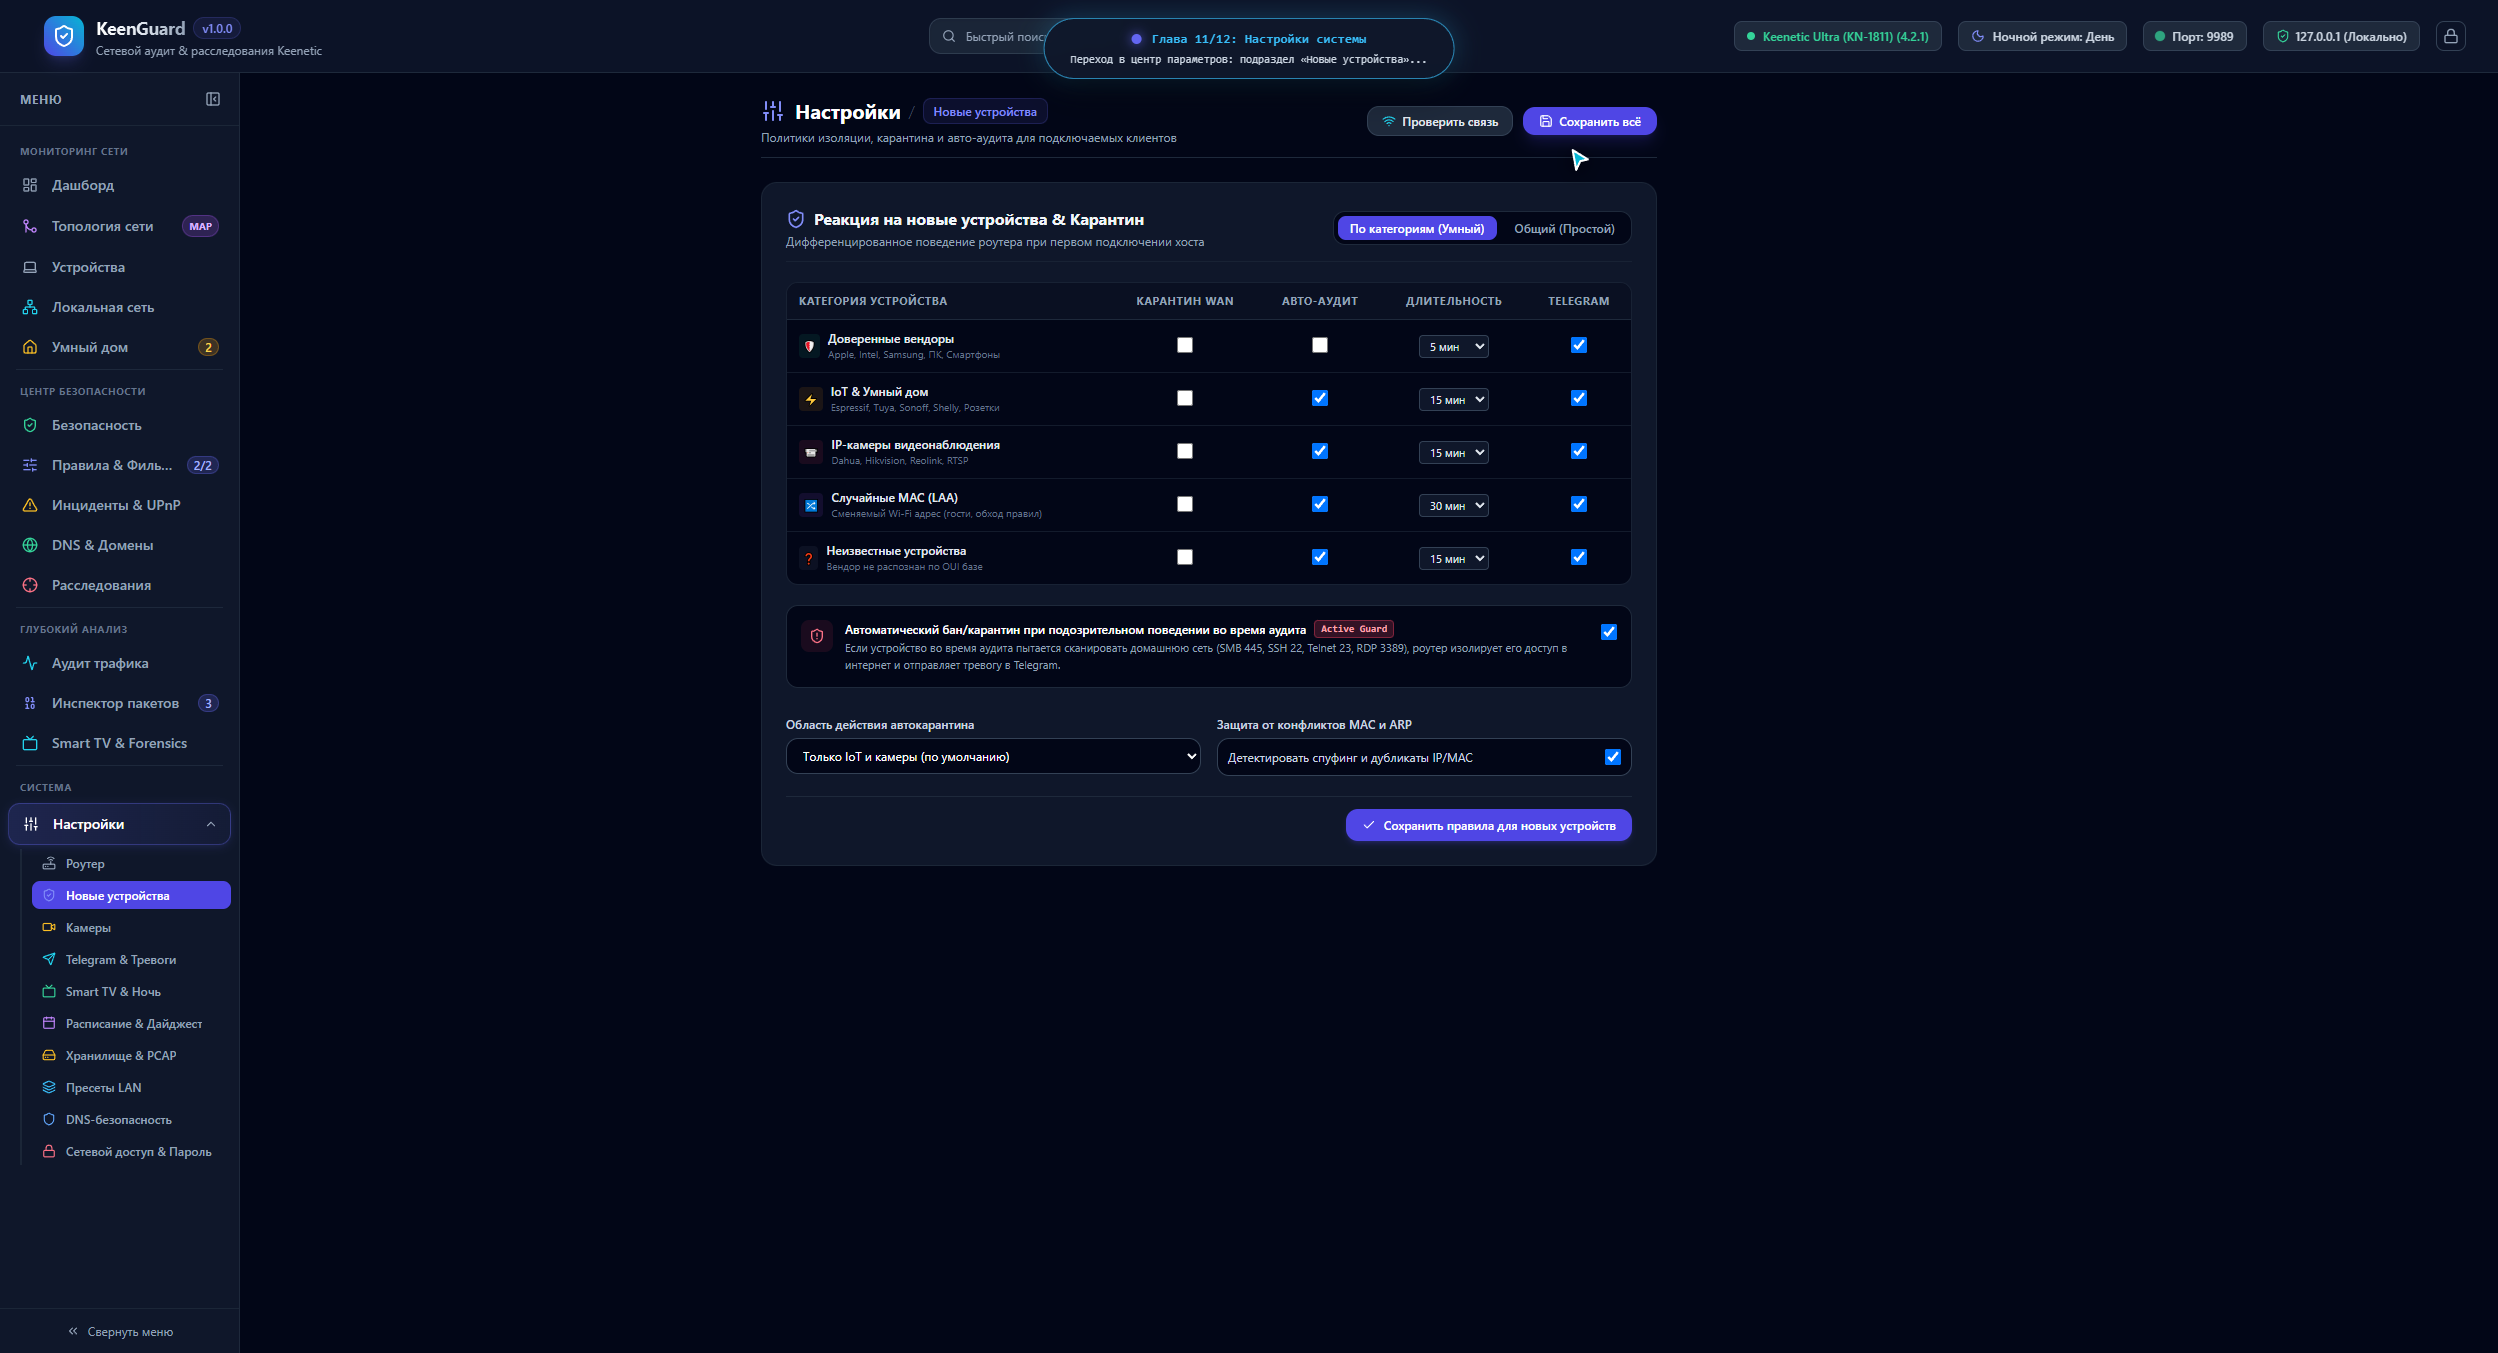 KeenGuard v1.0.0
Сетевой аудит & расследования Keenetic
Быстрый поис
Глава 11/12: Настройки системы
Переход в центр параметров: подраздел «Новые устройства»...
Keenetic Ultra (KN-1811) (4.2.1)
Ночной режим: День
Порт: 9989
127.0.0.1 (Локально)
МЕНЮ
МОНИТОРИНГ СЕТИ
Дашборд
Топология сети MAP
Устройства
Локальная сеть
Умный дом 2
ЦЕНТР БЕЗОПАСНОСТИ
Безопасность
Правила & Филь... 2/2
Инциденты & UPnP
DNS & Домены
Расследования
ГЛУБОКИЙ АНАЛИЗ
Аудит трафика
Инспектор пакетов 3
Smart TV & Forensics
СИСТЕМА
Настройки
Роутер
Новые устройства
Камеры
Telegram & Тревоги
Smart TV & Ночь
Расписание & Дайджест
Хранилище & PCAP
Пресеты LAN
DNS-безопасность
Сетевой доступ & Пароль
Свернуть меню
Настройки / Новые устройства
Политики изоляции, карантина и авто-аудита для подключаемых клиентов
Проверить связь
Сохранить всё
Реакция на новые устройства & Карантин
Дифференцированное поведение роутера при первом подключении хоста
По категориям (Умный) Общий (Простой)
КАТЕГОРИЯ УСТРОЙСТВА КАРАНТИН WAN АВТО-АУДИТ ДЛИТЕЛЬНОСТЬ TELEGRAM
Доверенные вендоры
Apple, Intel, Samsung, ПК, Смартфоны
5 мин
IoT & Умный дом
Espressif, Tuya, Sonoff, Shelly, Розетки
15 мин
IP-камеры видеонаблюдения
Dahua, Hikvision, Reolink, RTSP
15 мин
Случайные MAC (LAA)
Сменяемый Wi-Fi адрес (гости, обход правил)
30 мин
Неизвестные устройства
Вендор не распознан по OUI базе
15 мин
Автоматический бан/карантин при подозрительном поведении во время аудита Active Guard
Если устройство во время аудита пытается сканировать домашнюю сеть (SMB 445, SSH 22, Telnet 23, RDP 3389), роутер изолирует его доступ в
интернет и отправляет тревогу в Telegram.
Область действия автокарантина
Только IoT и камеры (по умолчанию)
Защита от конфликтов MAC и ARP
Детектировать спуфинг и дубликаты IP/MAC
Сохранить правила для новых устройств